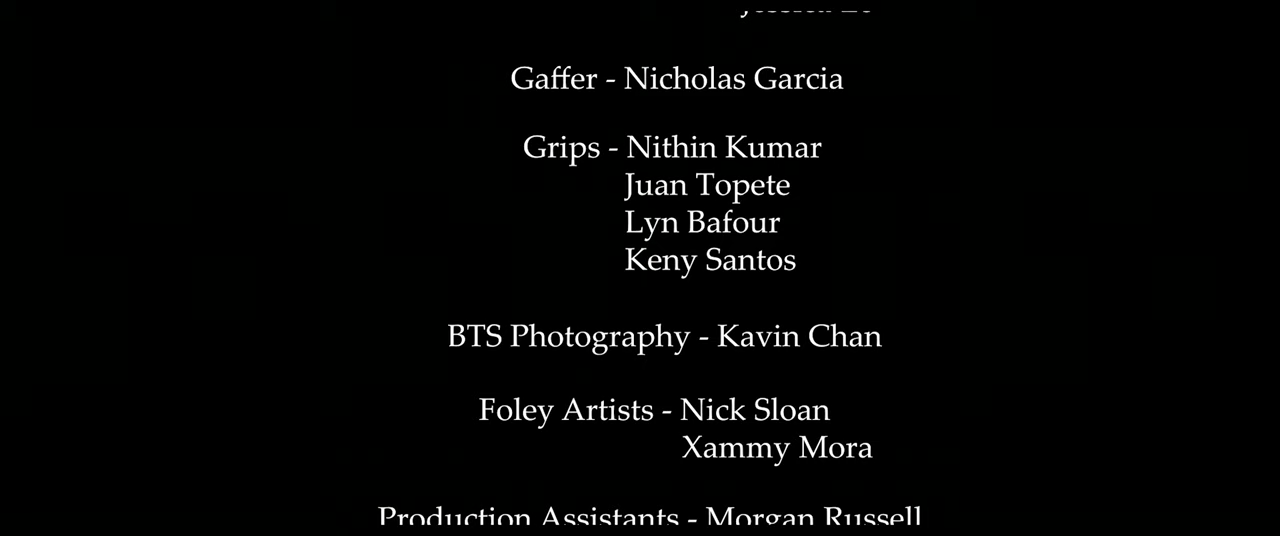 Gaffer - Nicholas Garcia
Grips - Nithin Kumar
Juan Topete
Lyn Bafour
Keny Santos
BTS Photography - Kavin Chan
Foley Artists - Nick Sloan
Xammy Mora
Production Assistants - Morgan Russell